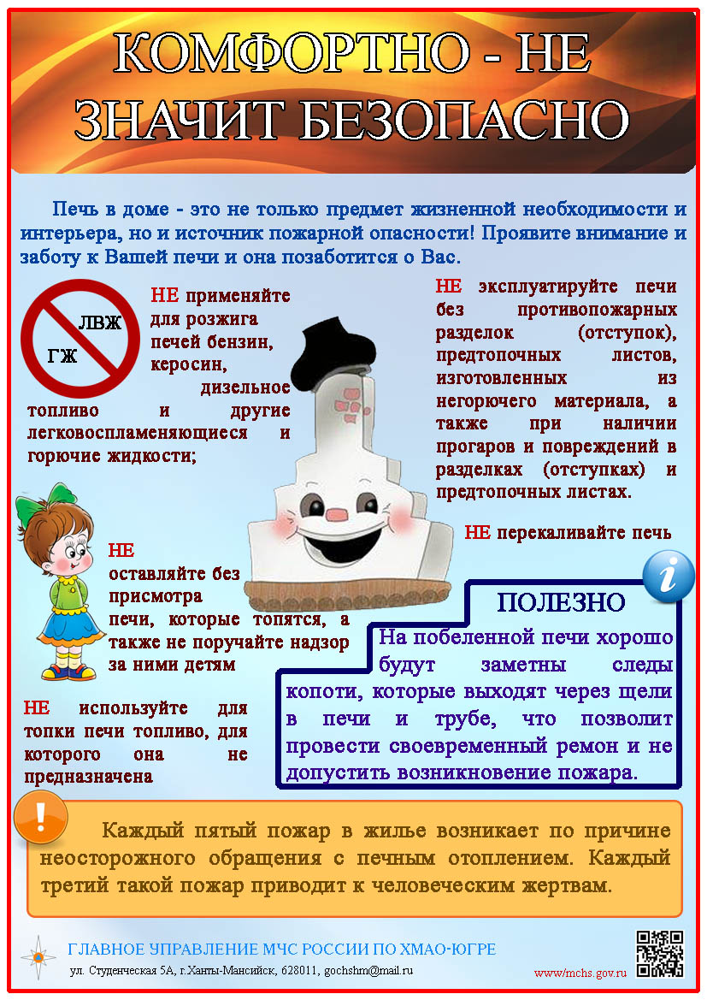 КОМФОРТНО - НЕ
ЗНАЧИТ БЕЗОПАСНО
Печь в доме - это не только предмет жизненной необходимости и
интерьера, но и источник пожарной опасности! Проявите внимание и
заботу к Вашей печи и она позаботится о Вас.
ЛВЖ
ГЖ
НЕ применяйте
для розжига
печей бензин,
керосин,
дизельное
топливо и другие
легковоспламеняющиеся и
горючие жидкости;
НЕ эксплуатируйте печи
без противопожарных
разделок (отступок),
предтопочных листов,
изготовленных из
негорючего материала, а
также при наличии
прогаров и повреждений в
разделках (отступках) и
предтопочных листах.
НЕ перекаливайте печь
НЕ
оставляйте без
присмотра
печи, которые топятся, а
также не поручайте надзор
за ними детям
НЕ используйте для
топки печи топливо, для
которого она не
предназначена
i
ПОЛЕЗНО
На побеленной печи хорошо
будут заметны следы
копоти, которые выходят через щели
в печи и трубе, что позволит
провести своевременный ремон и не
допустить возникновение пожара.
!
Каждый пятый пожар в жилье возникает по причине
неосторожного обращения с печным отоплением. Каждый
третий такой пожар приводит к человеческим жертвам.
ГЛАВНОЕ УПРАВЛЕНИЕ МЧС РОССИИ ПО ХМАО-ЮГРЕ
ул. Студенческая 5А, г.Ханты-Мансийск, 628011, gochshm@mail.ru
www/mchs.gov.ru